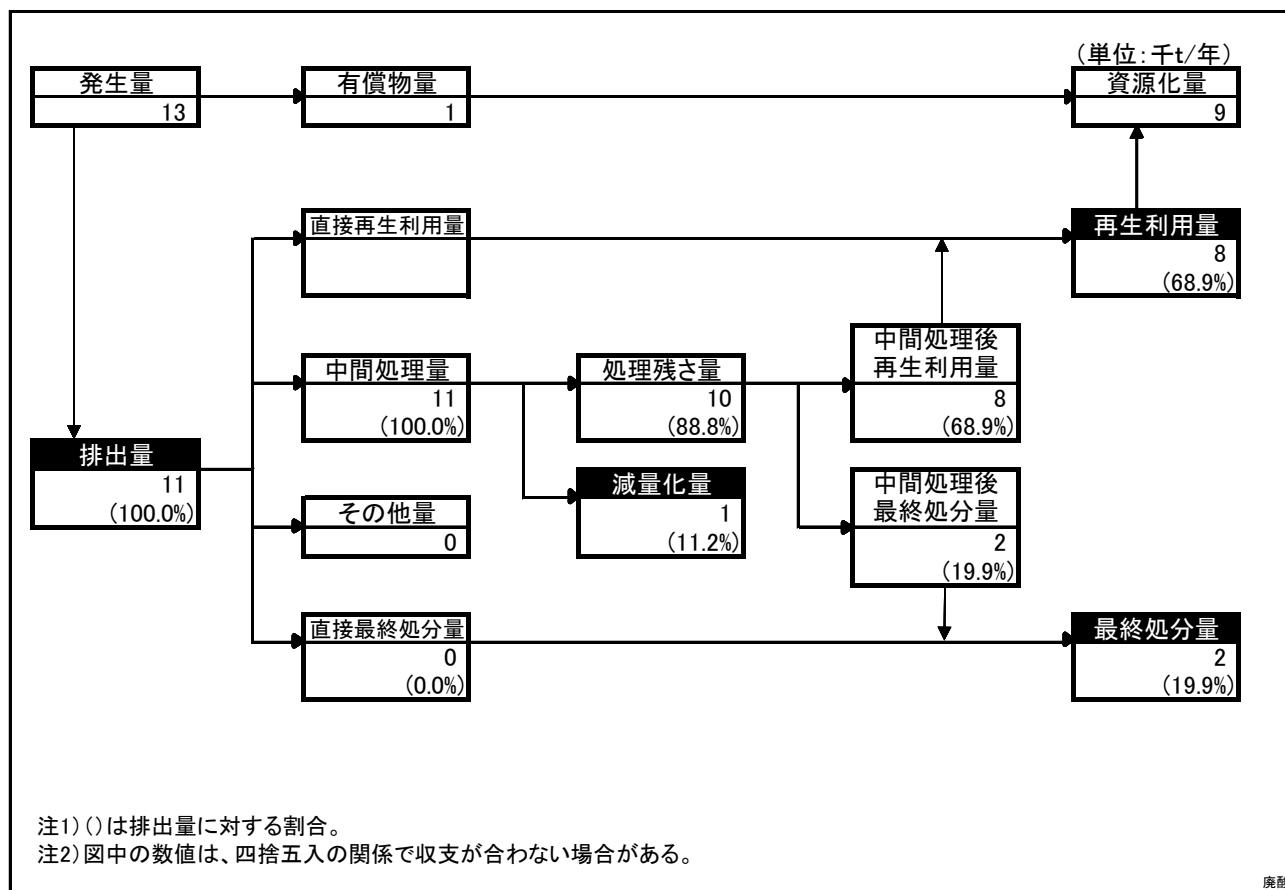 (単位:千t/年)
発生量
13
有償物量
1
資源化量
9
直接再生利用量
再生利用量
8
(68.9%)
中間処理量
11
(100.0%)
処理残さ量
10
(88.8%)
中間処理後
再生利用量
8
(68.9%)
排出量
11
(100.0%)
減量化量
1
(11.2%)
中間処理後
最終処分量
2
(19.9%)
その他量
0
直接最終処分量
0
(0.0%)
最終処分量
2
(19.9%)
注1)()は排出量に対する割合。
注2)図中の数値は、四捨五入の関係で収支が合わない場合がある。